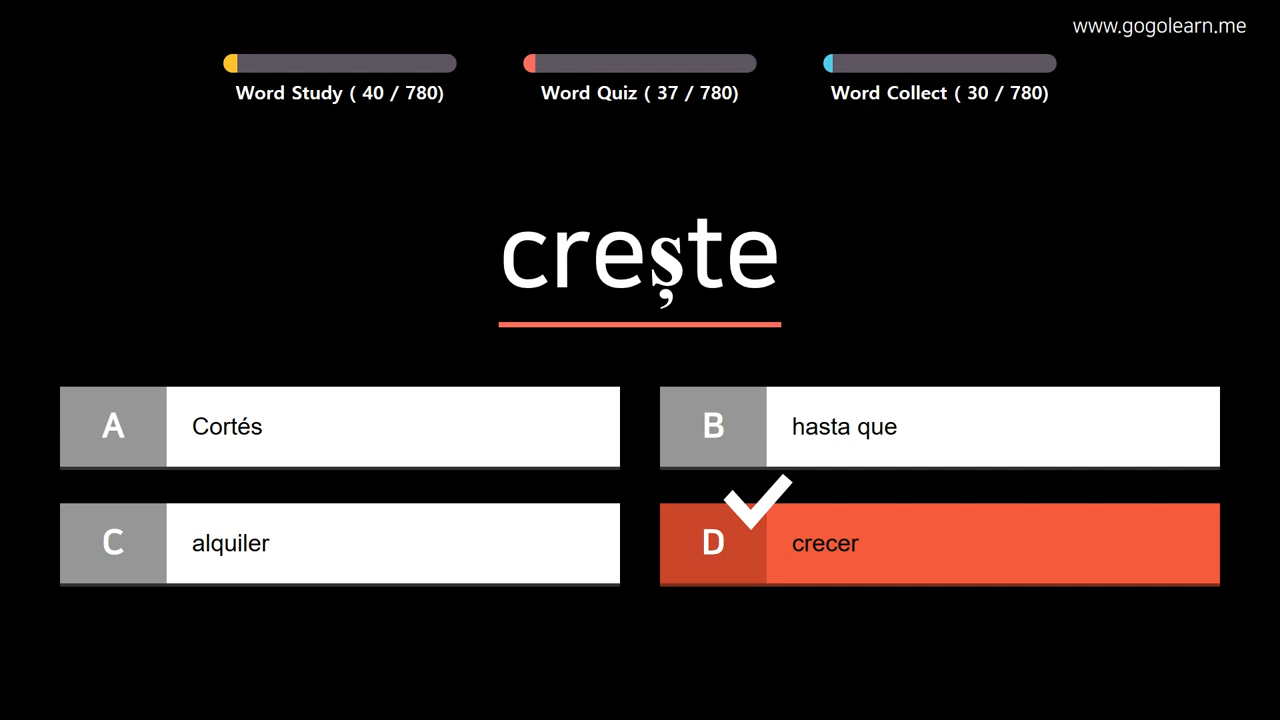 www.gogolearn.me
Word Study ( 40 / 780)
Word Quiz ( 37 / 780)
Word Collect ( 30 / 780)
crește
A Cortés
B hasta que
C alquiler
D crecer